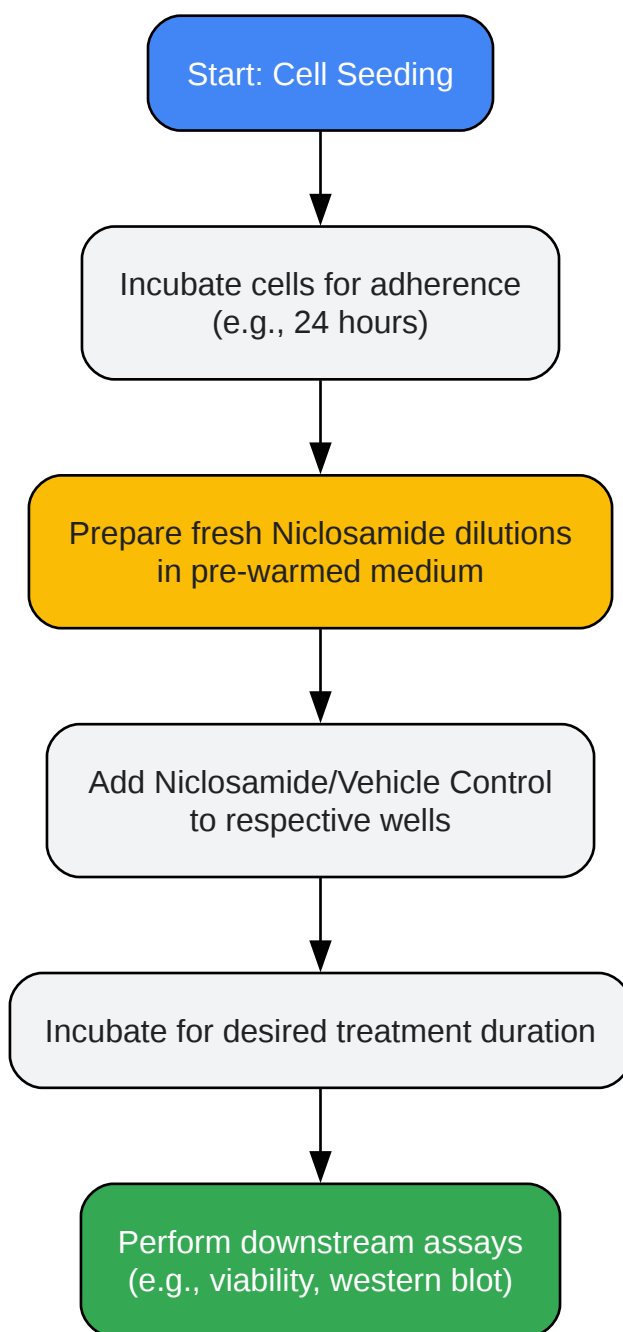 Start: Cell Seeding
Incubate cells for adherence
(e.g., 24 hours)
Prepare fresh Niclosamide dilutions
in pre-warmed medium
Add Niclosamide/Vehicle Control
to respective wells
Incubate for desired treatment duration
Perform downstream assays
(e.g., viability, western blot)